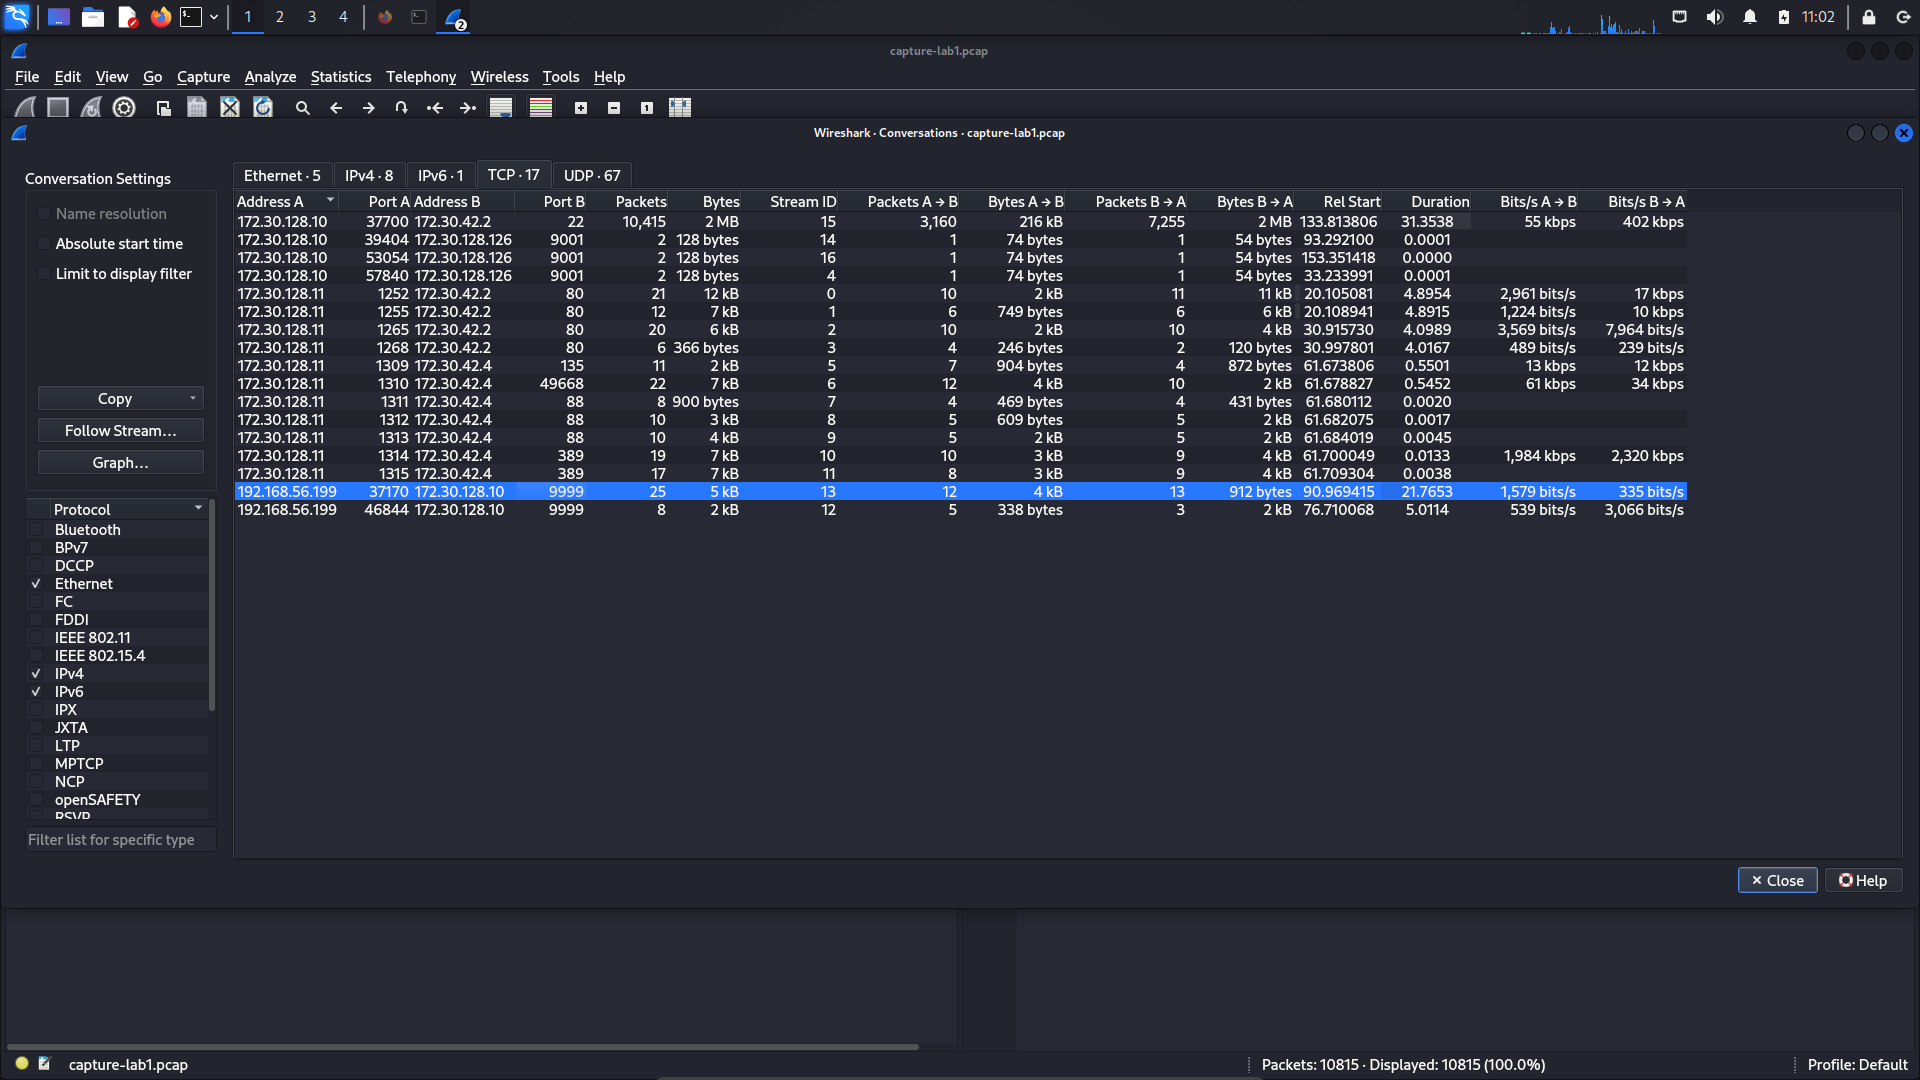 1 2 3 4 2 11:02
capture-lab1.pcap
File Edit View Go Capture Analyze Statistics Telephony Wireless Tools Help
Wireshark · Conversations · capture-lab1.pcap
Conversation Settings
Name resolution
Absolute start time
Limit to display filter
Copy
Follow Stream...
Graph...
Protocol
Bluetooth
BPv7
DCCP
Ethernet
FC
FDDI
IEEE 802.11
IEEE 802.15.4
IPv4
IPv6
IPX
JXTA
LTP
MPTCP
NCP
openSAFETY
RSVP
Filter list for specific type
Ethernet · 5 IPv4 · 8 IPv6 · 1 TCP · 17 UDP · 67
Address A Port A Address B Port B Packets Bytes Stream ID Packets A → B Bytes A → B Packets B → A Bytes B → A Rel Start Duration Bits/s A → B Bits/s B → A
172.30.128.10 37700 172.30.42.2 22 10,415 2 MB 15 3,160 216 kB 7,255 2 MB 133.813806 31.3538 55 kbps 402 kbps
172.30.128.10 39404 172.30.128.126 9001 2 128 bytes 14 1 74 bytes 1 54 bytes 93.292100 0.0001
172.30.128.10 53054 172.30.128.126 9001 2 128 bytes 16 1 74 bytes 1 54 bytes 153.351418 0.0000
172.30.128.10 57840 172.30.128.126 9001 2 128 bytes 4 1 74 bytes 1 54 bytes 33.233991 0.0001
172.30.128.11 1252 172.30.42.2 80 21 12 kB 0 10 2 kB 11 11 kB 20.105081 4.8954 2,961 bits/s 17 kbps
172.30.128.11 1255 172.30.42.2 80 12 7 kB 1 6 749 bytes 6 6 kB 20.108941 4.8915 1,224 bits/s 10 kbps
172.30.128.11 1265 172.30.42.2 80 20 6 kB 2 10 2 kB 10 4 kB 30.915730 4.0989 3,569 bits/s 7,964 bits/s
172.30.128.11 1268 172.30.42.2 80 6 366 bytes 3 4 246 bytes 2 120 bytes 30.997801 4.0167 489 bits/s 239 bits/s
172.30.128.11 1309 172.30.42.4 135 11 2 kB 5 7 904 bytes 4 872 bytes 61.673806 0.5501 13 kbps 12 kbps
172.30.128.11 1310 172.30.42.4 49668 22 7 kB 6 12 4 kB 10 2 kB 61.678827 0.5452 61 kbps 34 kbps
172.30.128.11 1311 172.30.42.4 88 8 900 bytes 7 4 469 bytes 4 431 bytes 61.680112 0.0020
172.30.128.11 1312 172.30.42.4 88 10 3 kB 8 5 609 bytes 5 2 kB 61.682075 0.0017
172.30.128.11 1313 172.30.42.4 88 10 4 kB 9 5 2 kB 5 2 kB 61.684019 0.0045
172.30.128.11 1314 172.30.42.4 389 19 7 kB 10 10 3 kB 9 4 kB 61.700049 0.0133 1,984 kbps 2,320 kbps
172.30.128.11 1315 172.30.42.4 389 17 7 kB 11 8 3 kB 9 4 kB 61.709304 0.0038
192.168.56.199 37170 172.30.128.10 9999 25 5 kB 13 12 4 kB 13 912 bytes 90.969415 21.7653 1,579 bits/s 335 bits/s
192.168.56.199 46844 172.30.128.10 9999 8 2 kB 12 5 338 bytes 3 2 kB 76.710068 5.0114 539 bits/s 3,066 bits/s
Close Help
capture-lab1.pcap Packets: 10815 · Displayed: 10815 (100.0%) Profile: Default